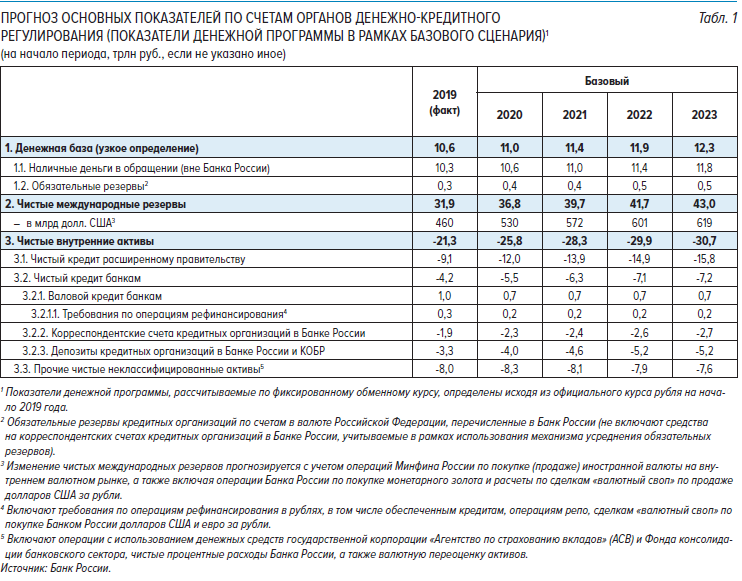 ПРОГНОЗ ОСНОВНЫХ ПОКАЗАТЕЛЕЙ ПО СЧЕТАМ ОРГАНОВ ДЕНЕЖНО-КРЕДИТНОГО Табл. 1
РЕГУЛИРОВАНИЯ (ПОКАЗАТЕЛИ ДЕНЕЖНОЙ ПРОГРАММЫ В РАМКАХ БАЗОВОГО СЦЕНАРИЯ)¹
(на начало периода, трлн руб., если не указано иное)
2019 (факт) Базовый
2020 2021 2022 2023
1. Денежная база (узкое определение) 10,6 11,0 11,4 11,9 12,3
1.1. Наличные деньги в обращении (вне Банка России) 10,3 10,6 11,0 11,4 11,8
1.2. Обязательные резервы² 0,3 0,4 0,4 0,5 0,5
2. Чистые международные резервы 31,9 36,8 39,7 41,7 43,0
– в млрд долл. США³ 460 530 572 601 619
3. Чистые внутренние активы -21,3 -25,8 -28,3 -29,9 -30,7
3.1. Чистый кредит расширенному правительству -9,1 -12,0 -13,9 -14,9 -15,8
3.2. Чистый кредит банкам -4,2 -5,5 -6,3 -7,1 -7,2
3.2.1. Валовой кредит банкам 1,0 0,7 0,7 0,7 0,7
3.2.1.1. Требования по операциям рефинансирования⁴ 0,3 0,2 0,2 0,2 0,2
3.2.2. Корреспондентские счета кредитных организаций в Банке России -1,9 -2,3 -2,4 -2,6 -2,7
3.2.3. Депозиты кредитных организаций в Банке России и КОБР -3,3 -4,0 -4,6 -5,2 -5,2
3.3. Прочие чистые неклассифицированные активы⁵ -8,0 -8,3 -8,1 -7,9 -7,6
¹ Показатели денежной программы, рассчитываемые по фиксированному обменному курсу, определены исходя из официального курса рубля на нача-
ло 2019 года.
² Обязательные резервы кредитных организаций по счетам в валюте Российской Федерации, перечисленные в Банк России (не включают средства
на корреспондентских счетах кредитных организаций в Банке России, учитываемые в рамках использования механизма усреднения обязательных
резервов).
³ Изменение чистых международных резервов прогнозируется с учетом операций Минфина России по покупке (продаже) иностранной валюты на вну-
треннем валютном рынке, а также включая операции Банка России по покупке монетарного золота и расчеты по сделкам «валютный своп» по продаже
долларов США за рубли.
⁴ Включают требования по операциям рефинансирования в рублях, в том числе обеспеченным кредитам, операциям репо, сделкам «валютный своп» по
покупке Банком России долларов США и евро за рубли.
⁵ Включают операции с использованием денежных средств государственной корпорации «Агентство по страхованию вкладов» (АСВ) и Фонда консолида-
ции банковского сектора, чистые процентные расходы Банка России, а также валютную переоценку активов.
Источник: Банк России.